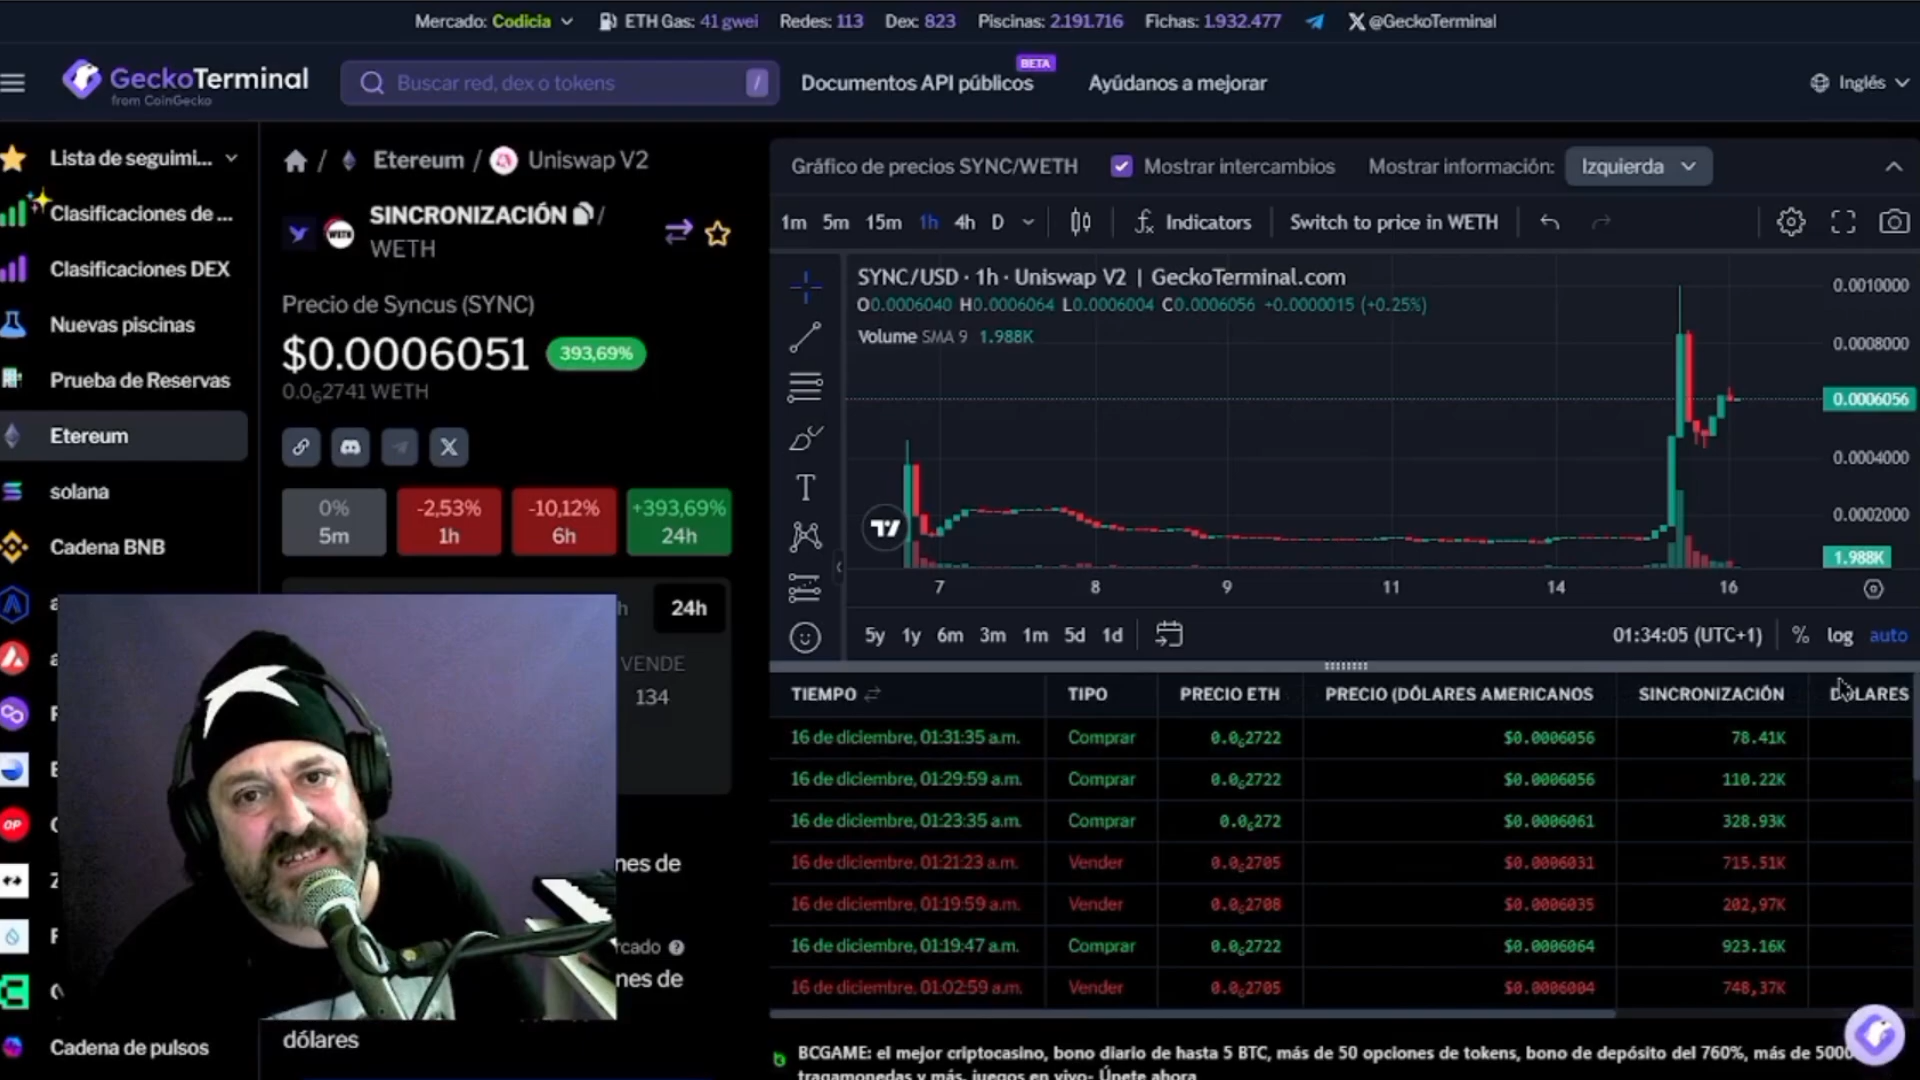 Mercado: Codicia ETH Gas: 41 gwei Redes: 113 Dex: 823 Piscinas: 2.191.716 Fichas: 1.932.477 @GeckoTerminal
GeckoTerminal
from CoinGecko
Buscar red, dex o tokens /
Documentos API públicos
BETA
Ayúdanos a mejorar
Inglés
Lista de seguimi...
Clasificaciones de ...
Clasificaciones DEX
Nuevas piscinas
Prueba de Reservas
Etereum
solana
Cadena BNB
Cadena de pulsos
/ Etereum / Uniswap V2
SINCRONIZACIÓN /
WETH
WETH
Precio de Syncus (SYNC)
$0.0006051 393,69%
0.0₆2741 WETH
0% -2,53% -10,12% +393,69%
5m 1h 6h 24h
h 24h
VENDE
134
nes de
rcado
nes de
dólares
Gráfico de precios SYNC/WETH Mostrar intercambios Mostrar información: Izquierda
1m 5m 15m 1h 4h D Indicators Switch to price in WETH
SYNC/USD · 1h · Uniswap V2 | GeckoTerminal.com
O0.0006040 H0.0006064 L0.0006004 C0.0006056 +0.0000015 (+0.25%)
Volume SMA 9 1.988K
0.0010000
0.0008000
0.0006056
0.0004000
0.0002000
1.988K
7 8 9 11 14 16
5y 1y 6m 3m 1m 5d 1d 01:34:05 (UTC+1) % log auto
TIEMPO TIPO PRECIO ETH PRECIO (DÓLARES AMERICANOS SINCRONIZACIÓN DÓLARES
16 de diciembre, 01:31:35 a.m. Comprar 0.0₆2722 $0.0006056 78.41K
16 de diciembre, 01:29:59 a.m. Comprar 0.0₆2722 $0.0006056 110.22K
16 de diciembre, 01:23:35 a.m. Comprar 0.0₆272 $0.0006061 328.93K
16 de diciembre, 01:21:23 a.m. Vender 0.0₆2705 $0.0006031 715.51K
16 de diciembre, 01:19:59 a.m. Vender 0.0₆2708 $0.0006035 202,97K
16 de diciembre, 01:19:47 a.m. Comprar 0.0₆2722 $0.0006064 923.16K
16 de diciembre, 01:02:59 a.m. Vender 0.0₆2705 $0.0006004 748,37K
BCGAME: el mejor criptocasino, bono diario de hasta 5 BTC, más de 50 opciones de tokens, bono de depósito del 760%, más de 5000
tragamonedas y más, juegos en vivo- Únete ahora